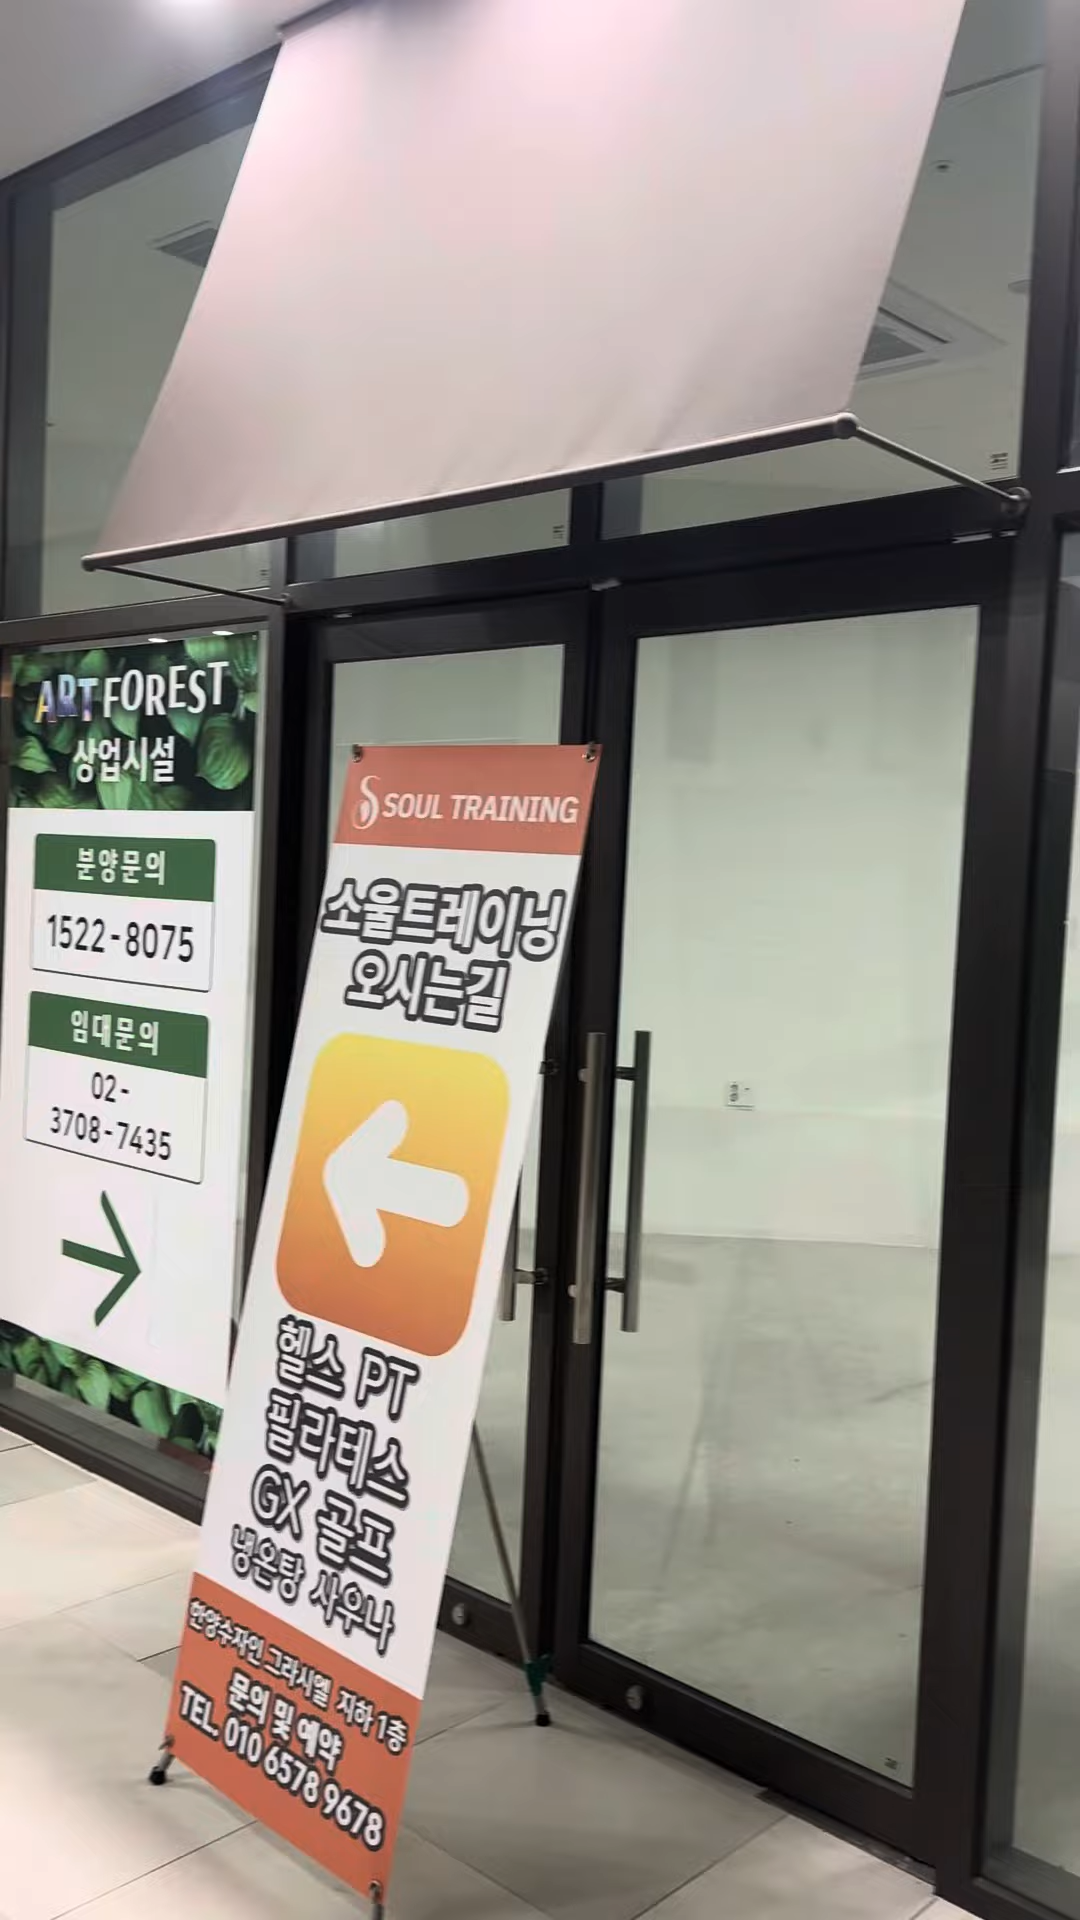 ART FOREST
상업시설
분양문의
1522-8075
임대문의
02-
3708-7435
SOUL TRAINING
소울트레이닝
오시는길
헬스 PT
필라테스
GX 골프
냉온탕 사우나
한양수자인 그라시엘 지하 1층
문의 및 예약
TEL. 010 6578 9678